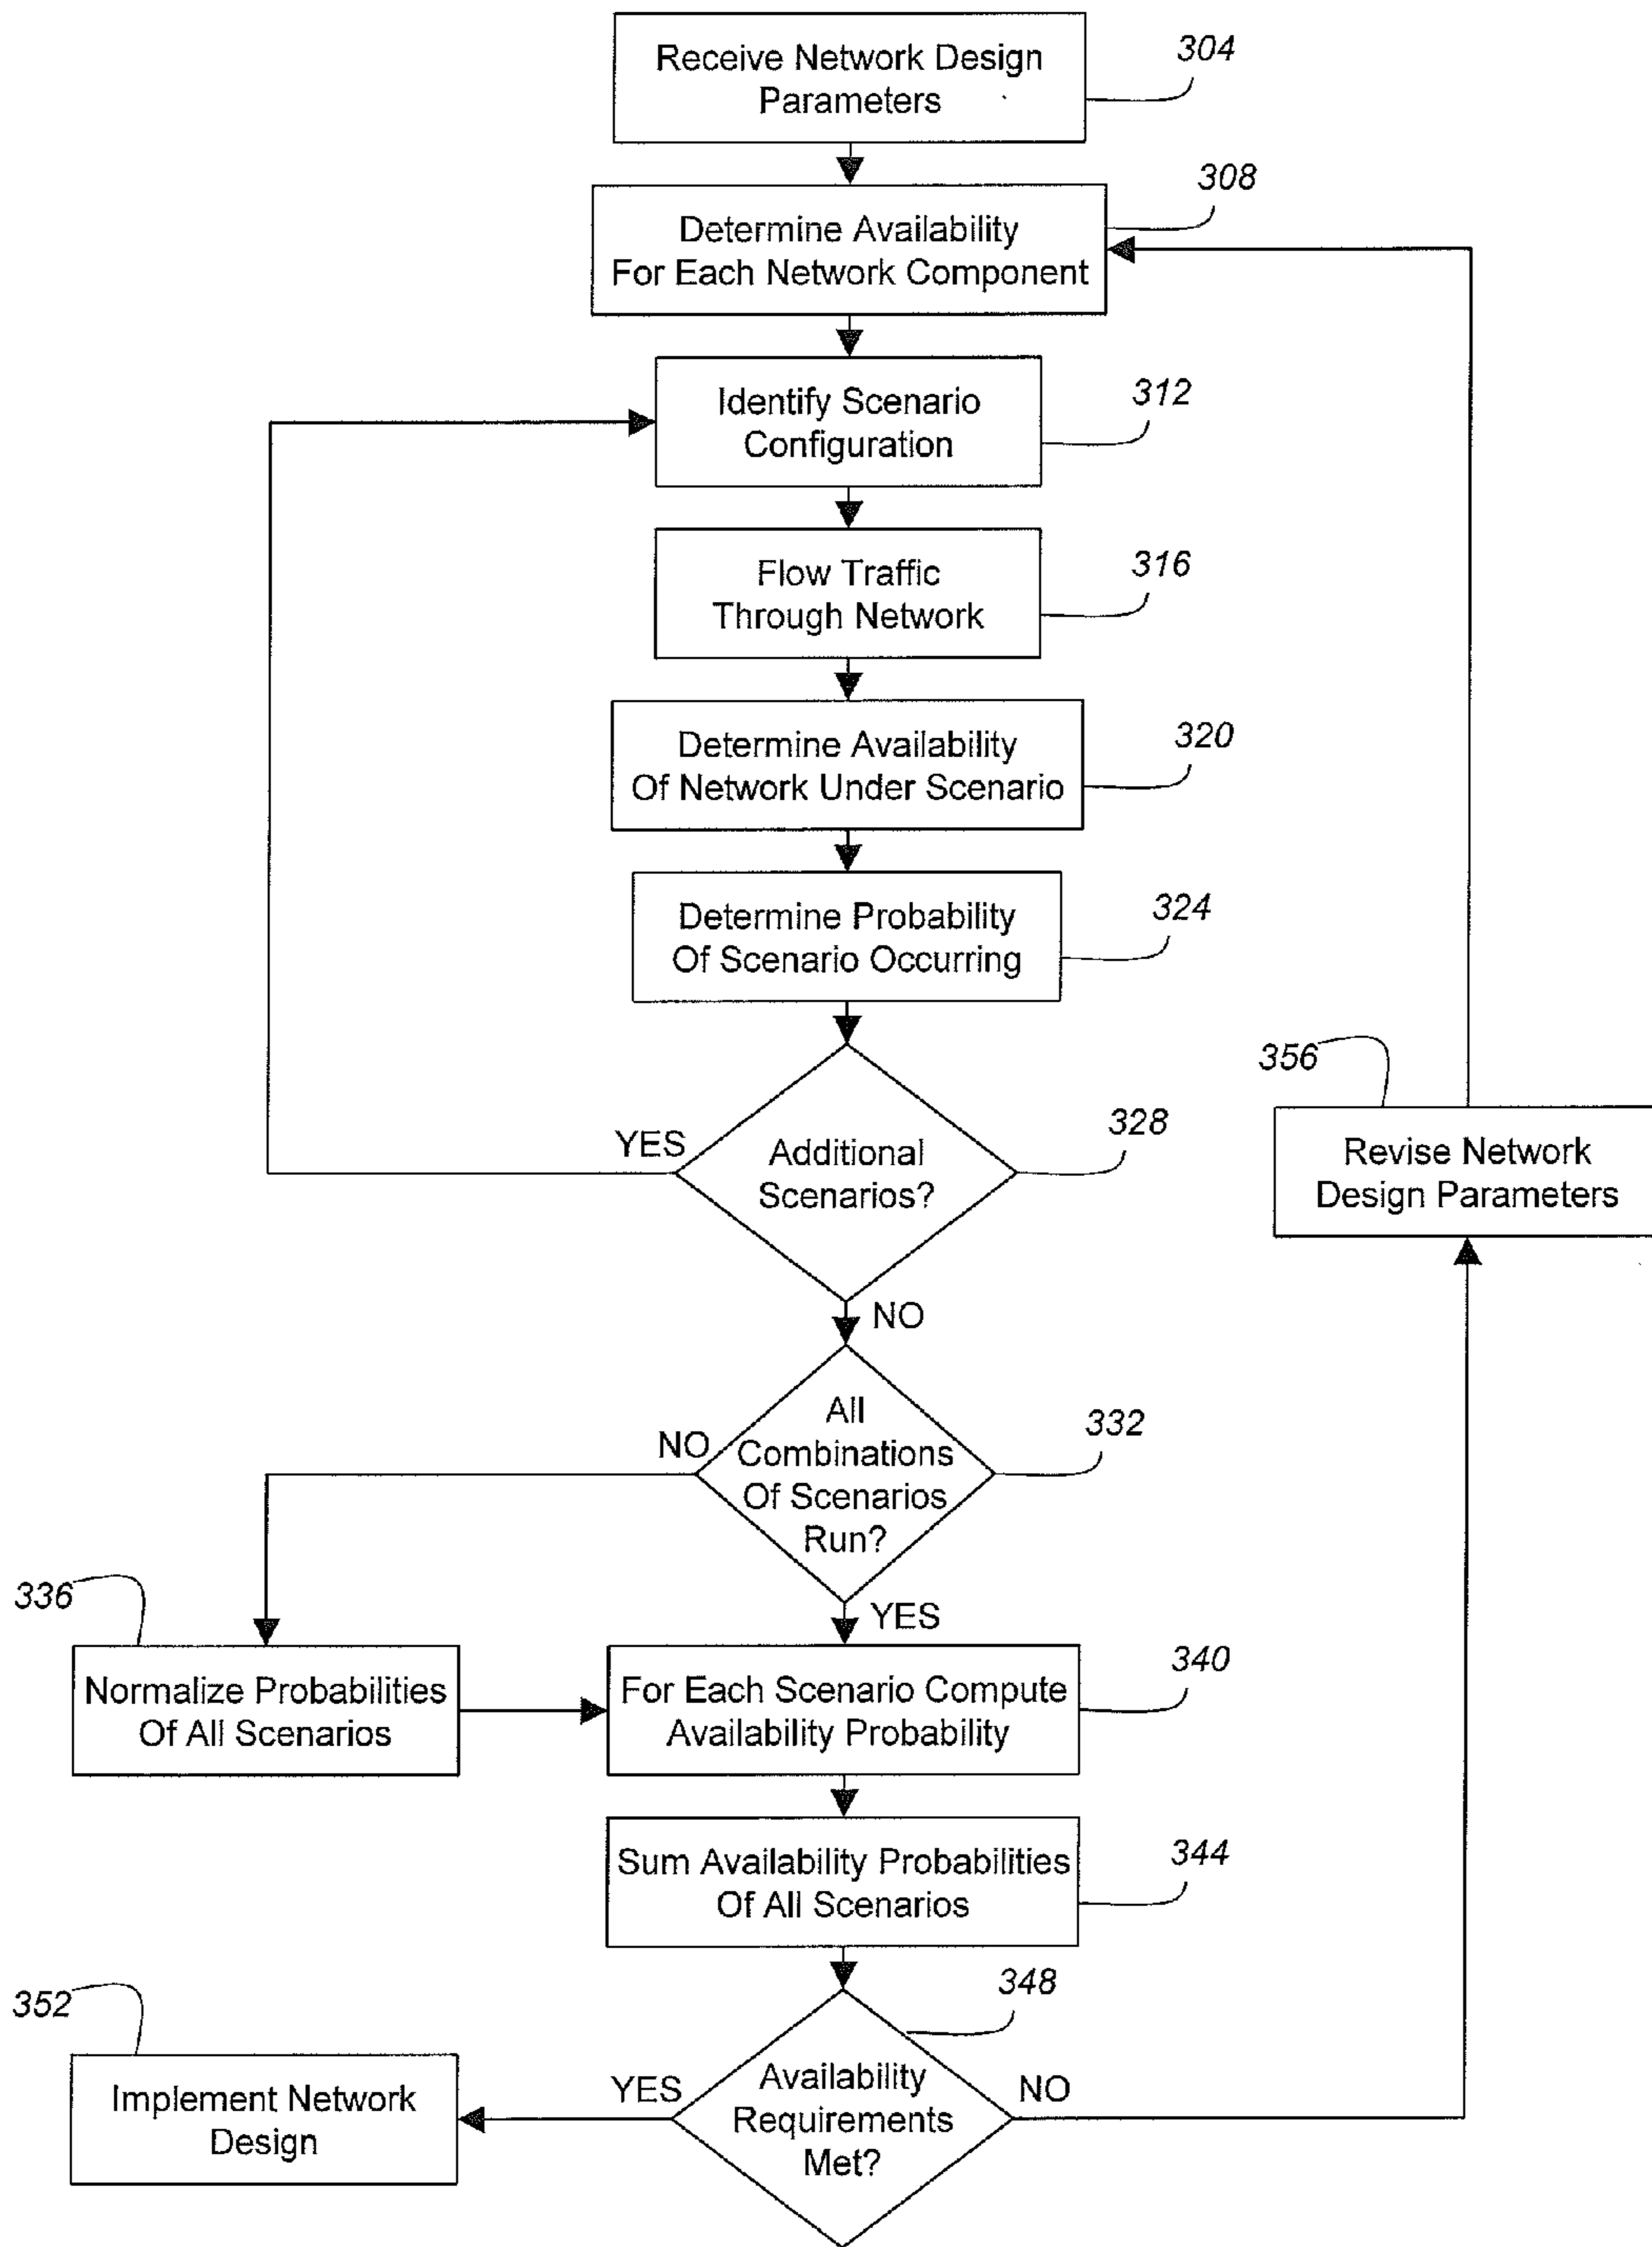 Receive Network Design
Parameters
304
308
Determine Availability
For Each Network Component
Identify Scenario
Configuration
312
Flow Traffic
Through Network
316
Determine Availability
Of Network Under Scenario
320
Determine Probability
Of Scenario Occurring
324
356
Revise Network
Design Parameters
YES
Additional
Scenarios?
328
NO
NO
All
Combinations
Of Scenarios
Run?
332
YES
336
Normalize Probabilities
Of All Scenarios
For Each Scenario Compute
Availability Probability
340
Sum Availability Probabilities
Of All Scenarios
344
348
352
Implement Network
Design
YES
Availability
Requirements
Met?
NO